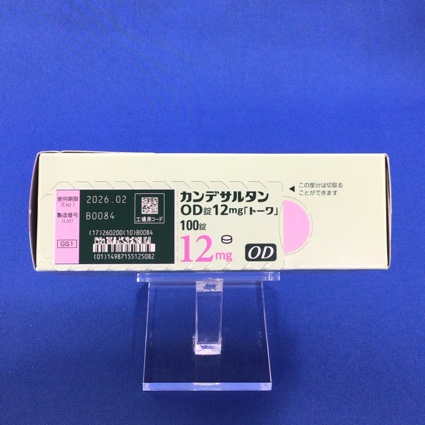 使用期限
(Exp.)
2026.02
製造番号
(Lot)
B0084
工場用コード
(17)260200(10)B0084
GS1
(01)14987155125082
カンデサルタン
OD錠12mg「トーワ」
100錠
12mg
OD
この部分は切取る
ことができます